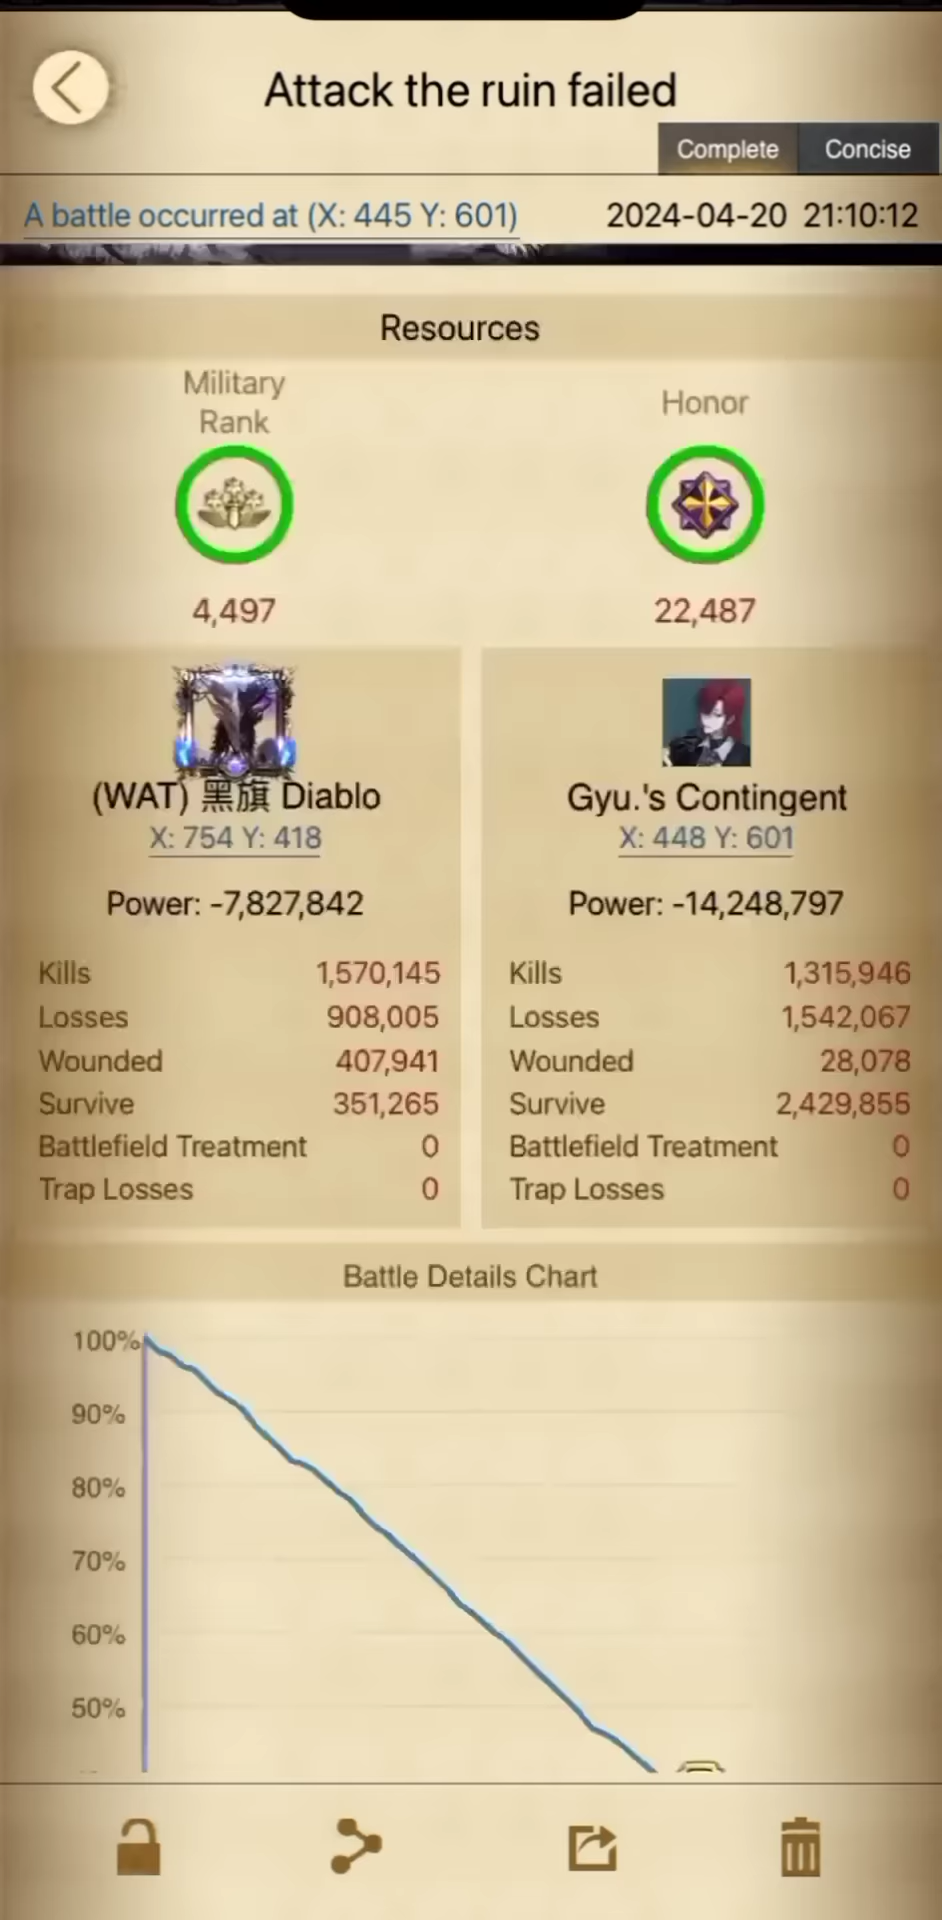 Attack the ruin failed
Complete Concise
A battle occurred at (X: 445 Y: 601) 2024-04-20 21:10:12
Resources
Military
Rank
Honor
4,497 22,487
(WAT) 黑旗 Diablo
X: 754 Y: 418
Power: -7,827,842
Kills 1,570,145
Losses 908,005
Wounded 407,941
Survive 351,265
Battlefield Treatment 0
Trap Losses 0
Gyu.'s Contingent
X: 448 Y: 601
Power: -14,248,797
Kills 1,315,946
Losses 1,542,067
Wounded 28,078
Survive 2,429,855
Battlefield Treatment 0
Trap Losses 0
Battle Details Chart
100%
90%
80%
70%
60%
50%